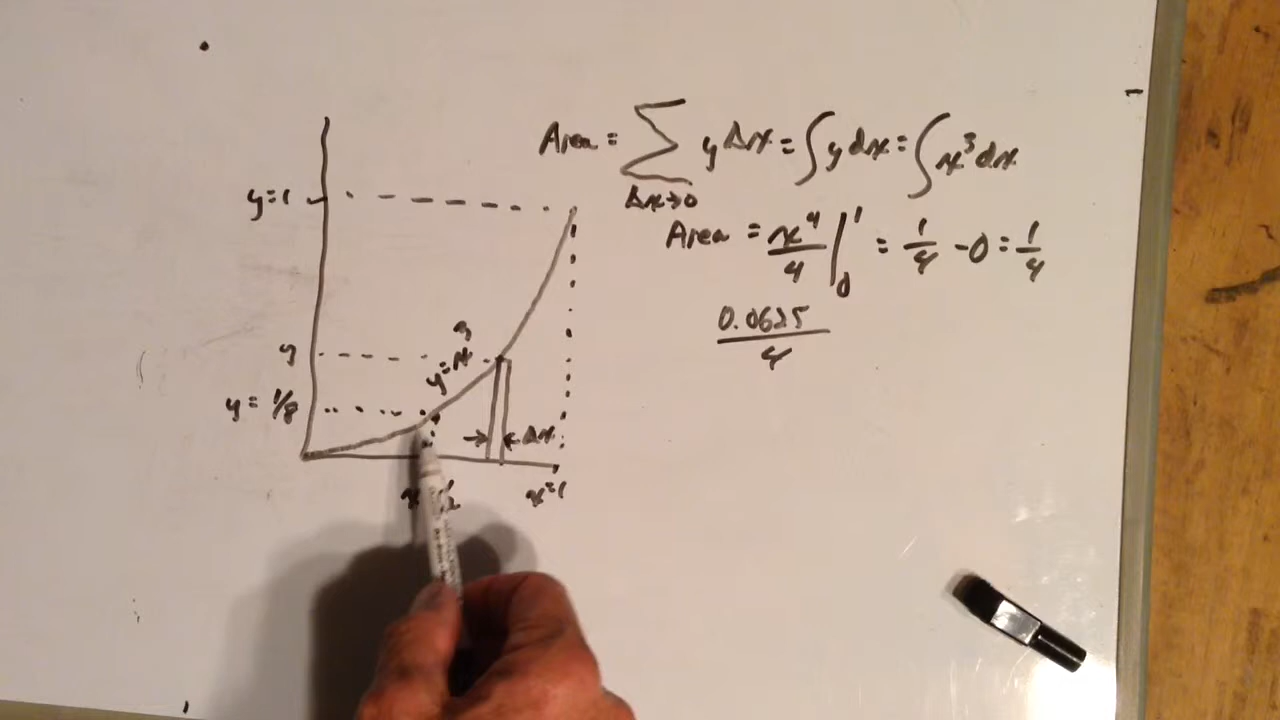 Area = ∑ y Δx = ∫ y dx = ∫ x³ dx
Δx→0
y=1
Area = x⁴/4 |₀¹ = 1/4 - 0 = 1/4
0.0625/4
y
y=x³
y = 1/8
Δx
x=1